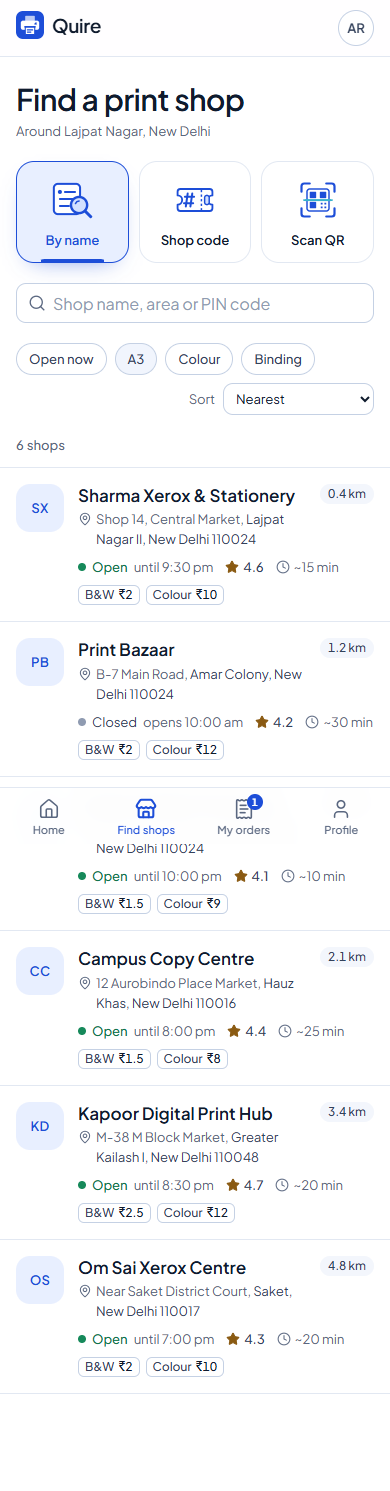 Quire
AR
Find a print shop
Around Lajpat Nagar, New Delhi
By name
Shop code
Scan QR
Shop name, area or PIN code
Open now
A3
Colour
Binding
Sort
Nearest
6 shops
SX
Sharma Xerox & Stationery
0.4 km
Shop 14, Central Market, Lajpat
Nagar II, New Delhi 110024
Open until 9:30 pm
4.6
~15 min
B&W ₹2
Colour ₹10
PB
Print Bazaar
1.2 km
B-7 Main Road, Amar Colony, New
Delhi 110024
Closed opens 10:00 am
4.2
~30 min
B&W ₹2
Colour ₹12
Home
Find shops
1
My orders
Profile
New Delhi 110024
Open until 10:00 pm
4.1
~10 min
B&W ₹1.5
Colour ₹9
CC
Campus Copy Centre
2.1 km
12 Aurobindo Place Market, Hauz
Khas, New Delhi 110016
Open until 8:00 pm
4.4
~25 min
B&W ₹1.5
Colour ₹8
KD
Kapoor Digital Print Hub
3.4 km
M-38 M Block Market, Greater
Kailash I, New Delhi 110048
Open until 8:30 pm
4.7
~20 min
B&W ₹2.5
Colour ₹12
OS
Om Sai Xerox Centre
4.8 km
Near Saket District Court, Saket,
New Delhi 110017
Open until 7:00 pm
4.3
~20 min
B&W ₹2
Colour ₹10